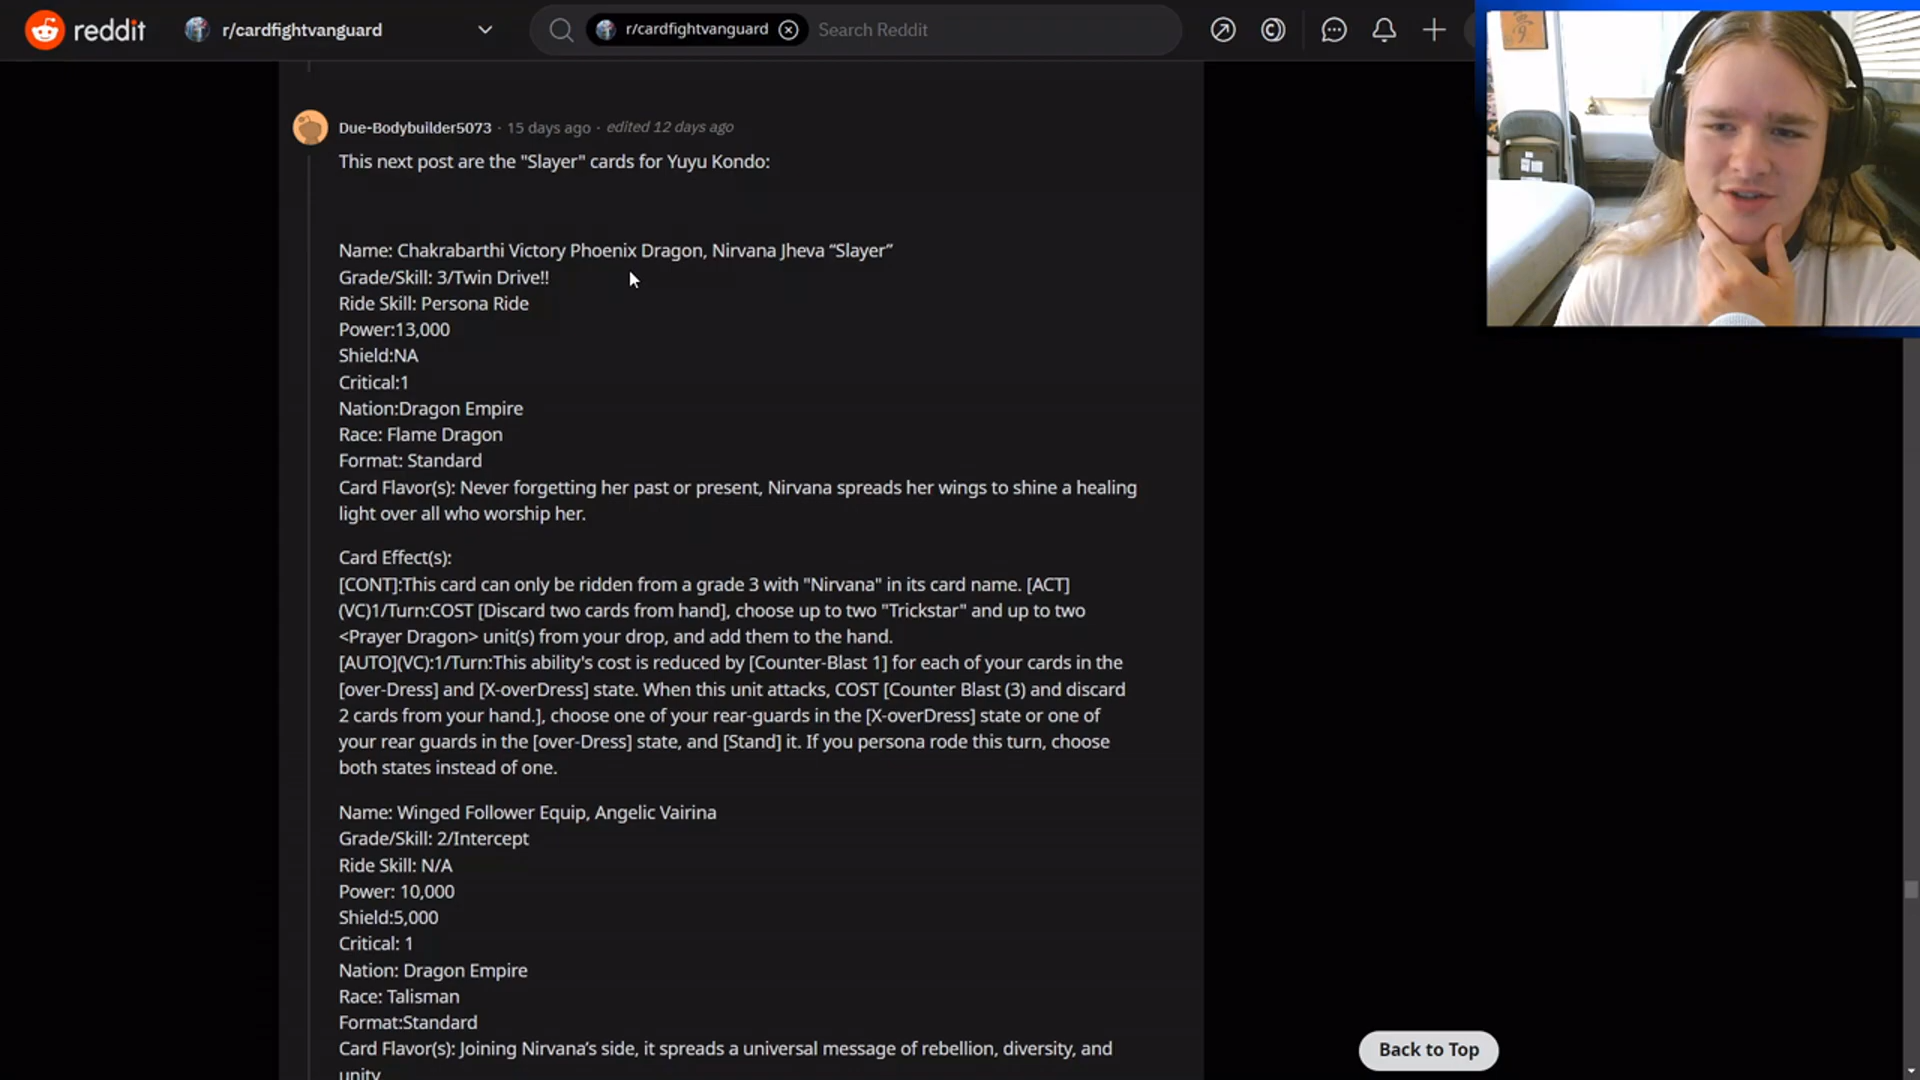 reddit r/cardfightvanguard r/cardfightvanguard Search Reddit
Due-Bodybuilder5073 · 15 days ago · edited 12 days ago
This next post are the "Slayer" cards for Yuyu Kondo:
Name: Chakrabarthi Victory Phoenix Dragon, Nirvana Jheva “Slayer”
Grade/Skill: 3/Twin Drive!!
Ride Skill: Persona Ride
Power:13,000
Shield:NA
Critical:1
Nation:Dragon Empire
Race: Flame Dragon
Format: Standard
Card Flavor(s): Never forgetting her past or present, Nirvana spreads her wings to shine a healing
light over all who worship her.
Card Effect(s):
[CONT]:This card can only be ridden from a grade 3 with "Nirvana" in its card name. [ACT]
(VC)1/Turn:COST [Discard two cards from hand], choose up to two "Trickstar" and up to two
<Prayer Dragon> unit(s) from your drop, and add them to the hand.
[AUTO](VC):1/Turn:This ability's cost is reduced by [Counter-Blast 1] for each of your cards in the
[over-Dress] and [X-overDress] state. When this unit attacks, COST [Counter Blast (3) and discard
2 cards from your hand.], choose one of your rear-guards in the [X-overDress] state or one of
your rear guards in the [over-Dress] state, and [Stand] it. If you persona rode this turn, choose
both states instead of one.
Name: Winged Follower Equip, Angelic Vairina
Grade/Skill: 2/Intercept
Ride Skill: N/A
Power: 10,000
Shield:5,000
Critical: 1
Nation: Dragon Empire
Race: Talisman
Format:Standard
Card Flavor(s): Joining Nirvana’s side, it spreads a universal message of rebellion, diversity, and
unity
Back to Top